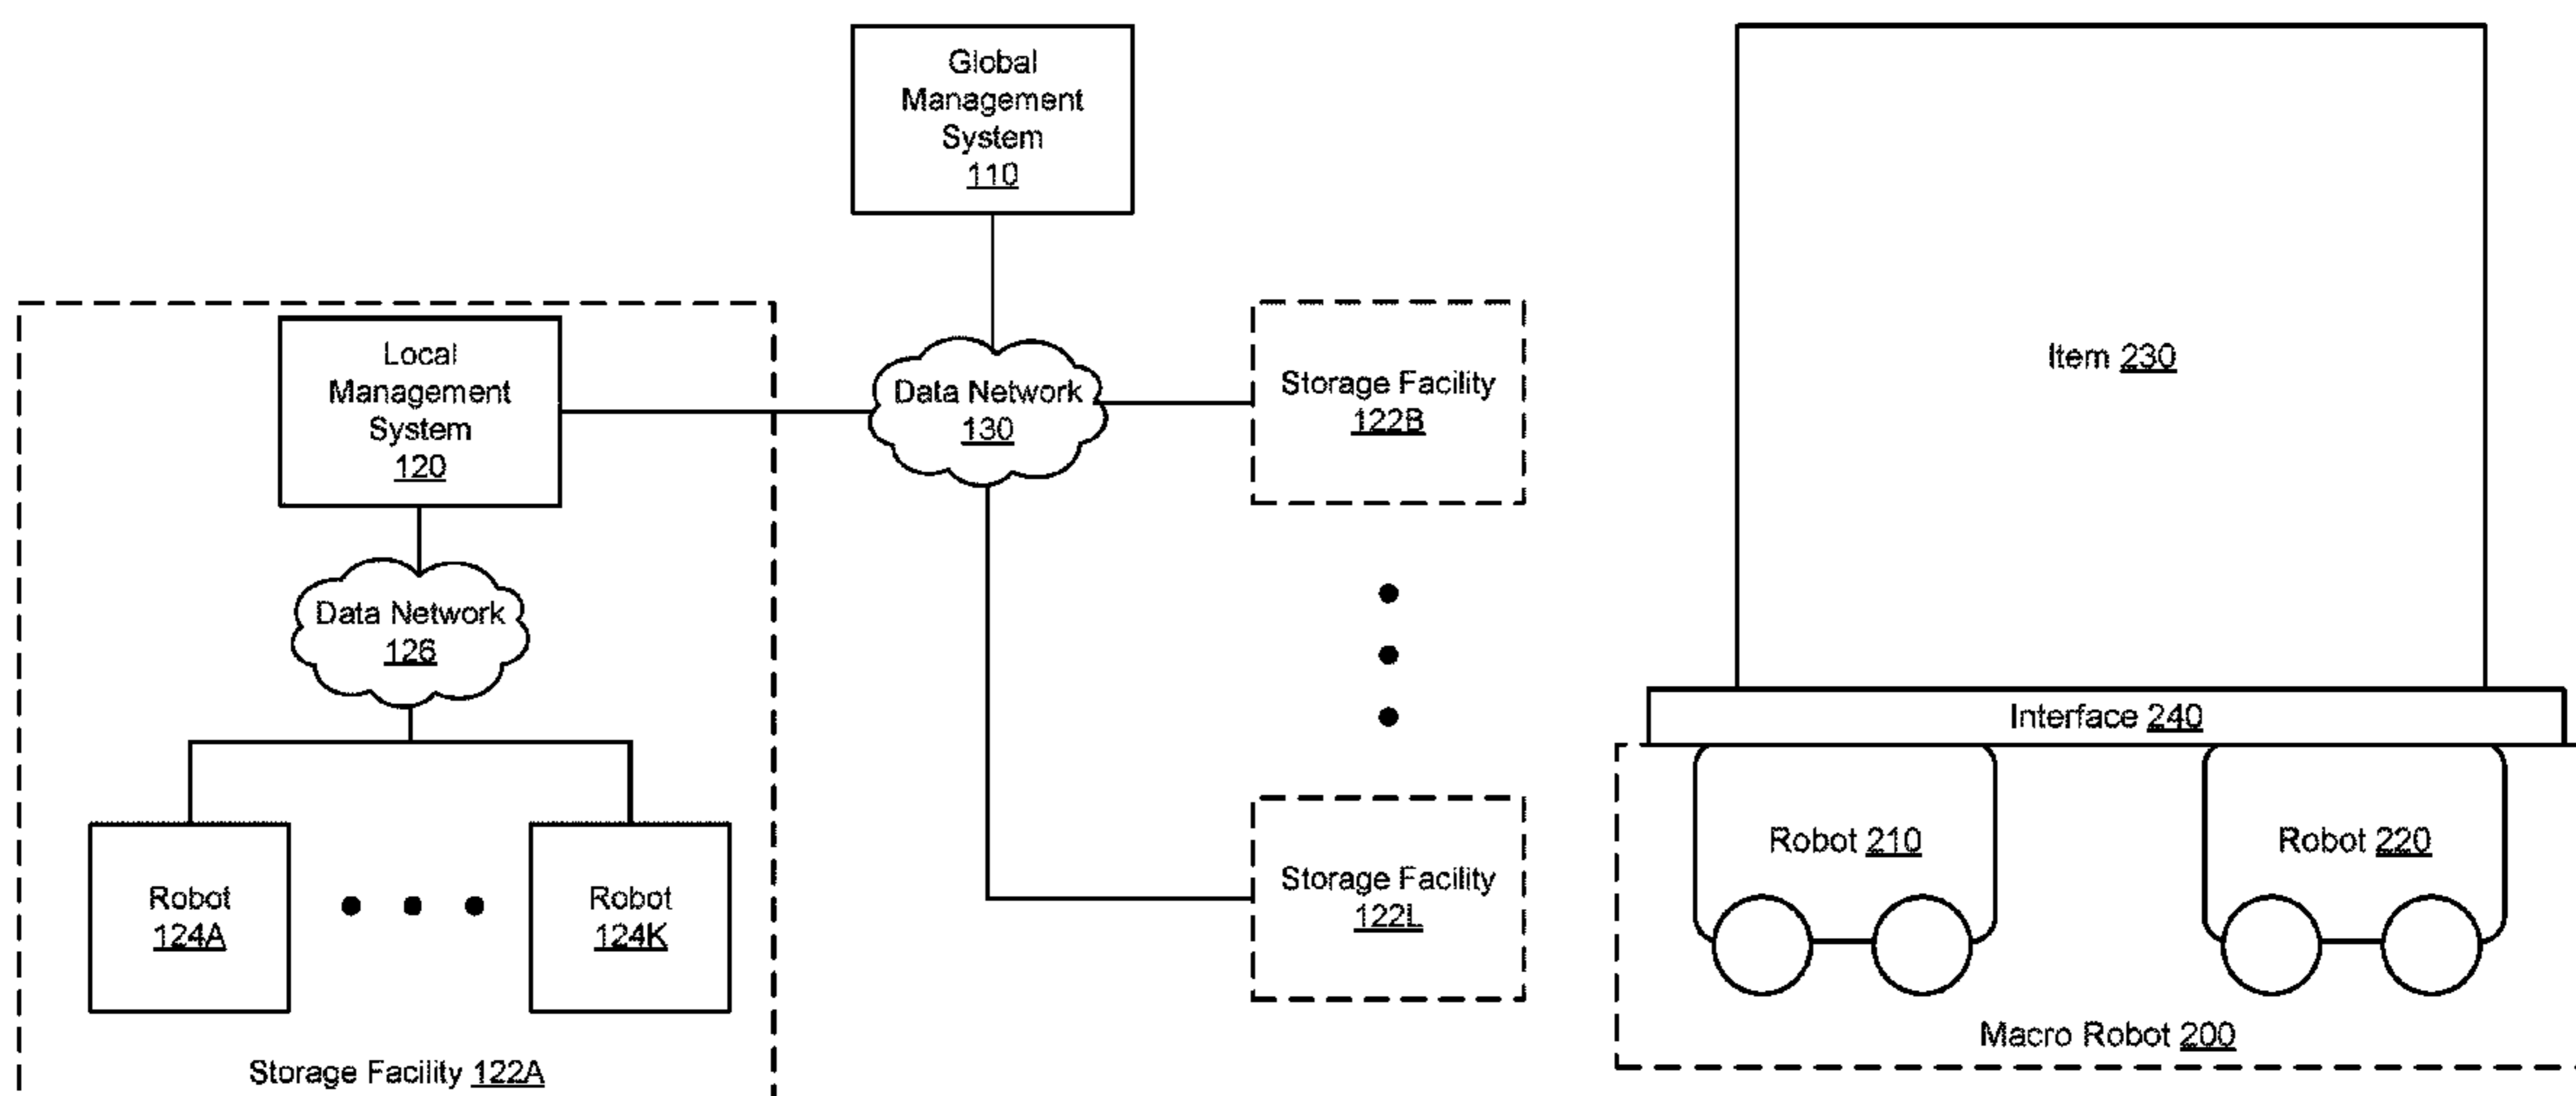 Global
Management
System
110
Local
Management
System
120
Data Network
130
Storage Facility
122B
Data Network
126
Robot
124A
Robot
124K
Storage Facility
122L
Storage Facility 122A
Item 230
Interface 240
Robot 210
Robot 220
Macro Robot 200